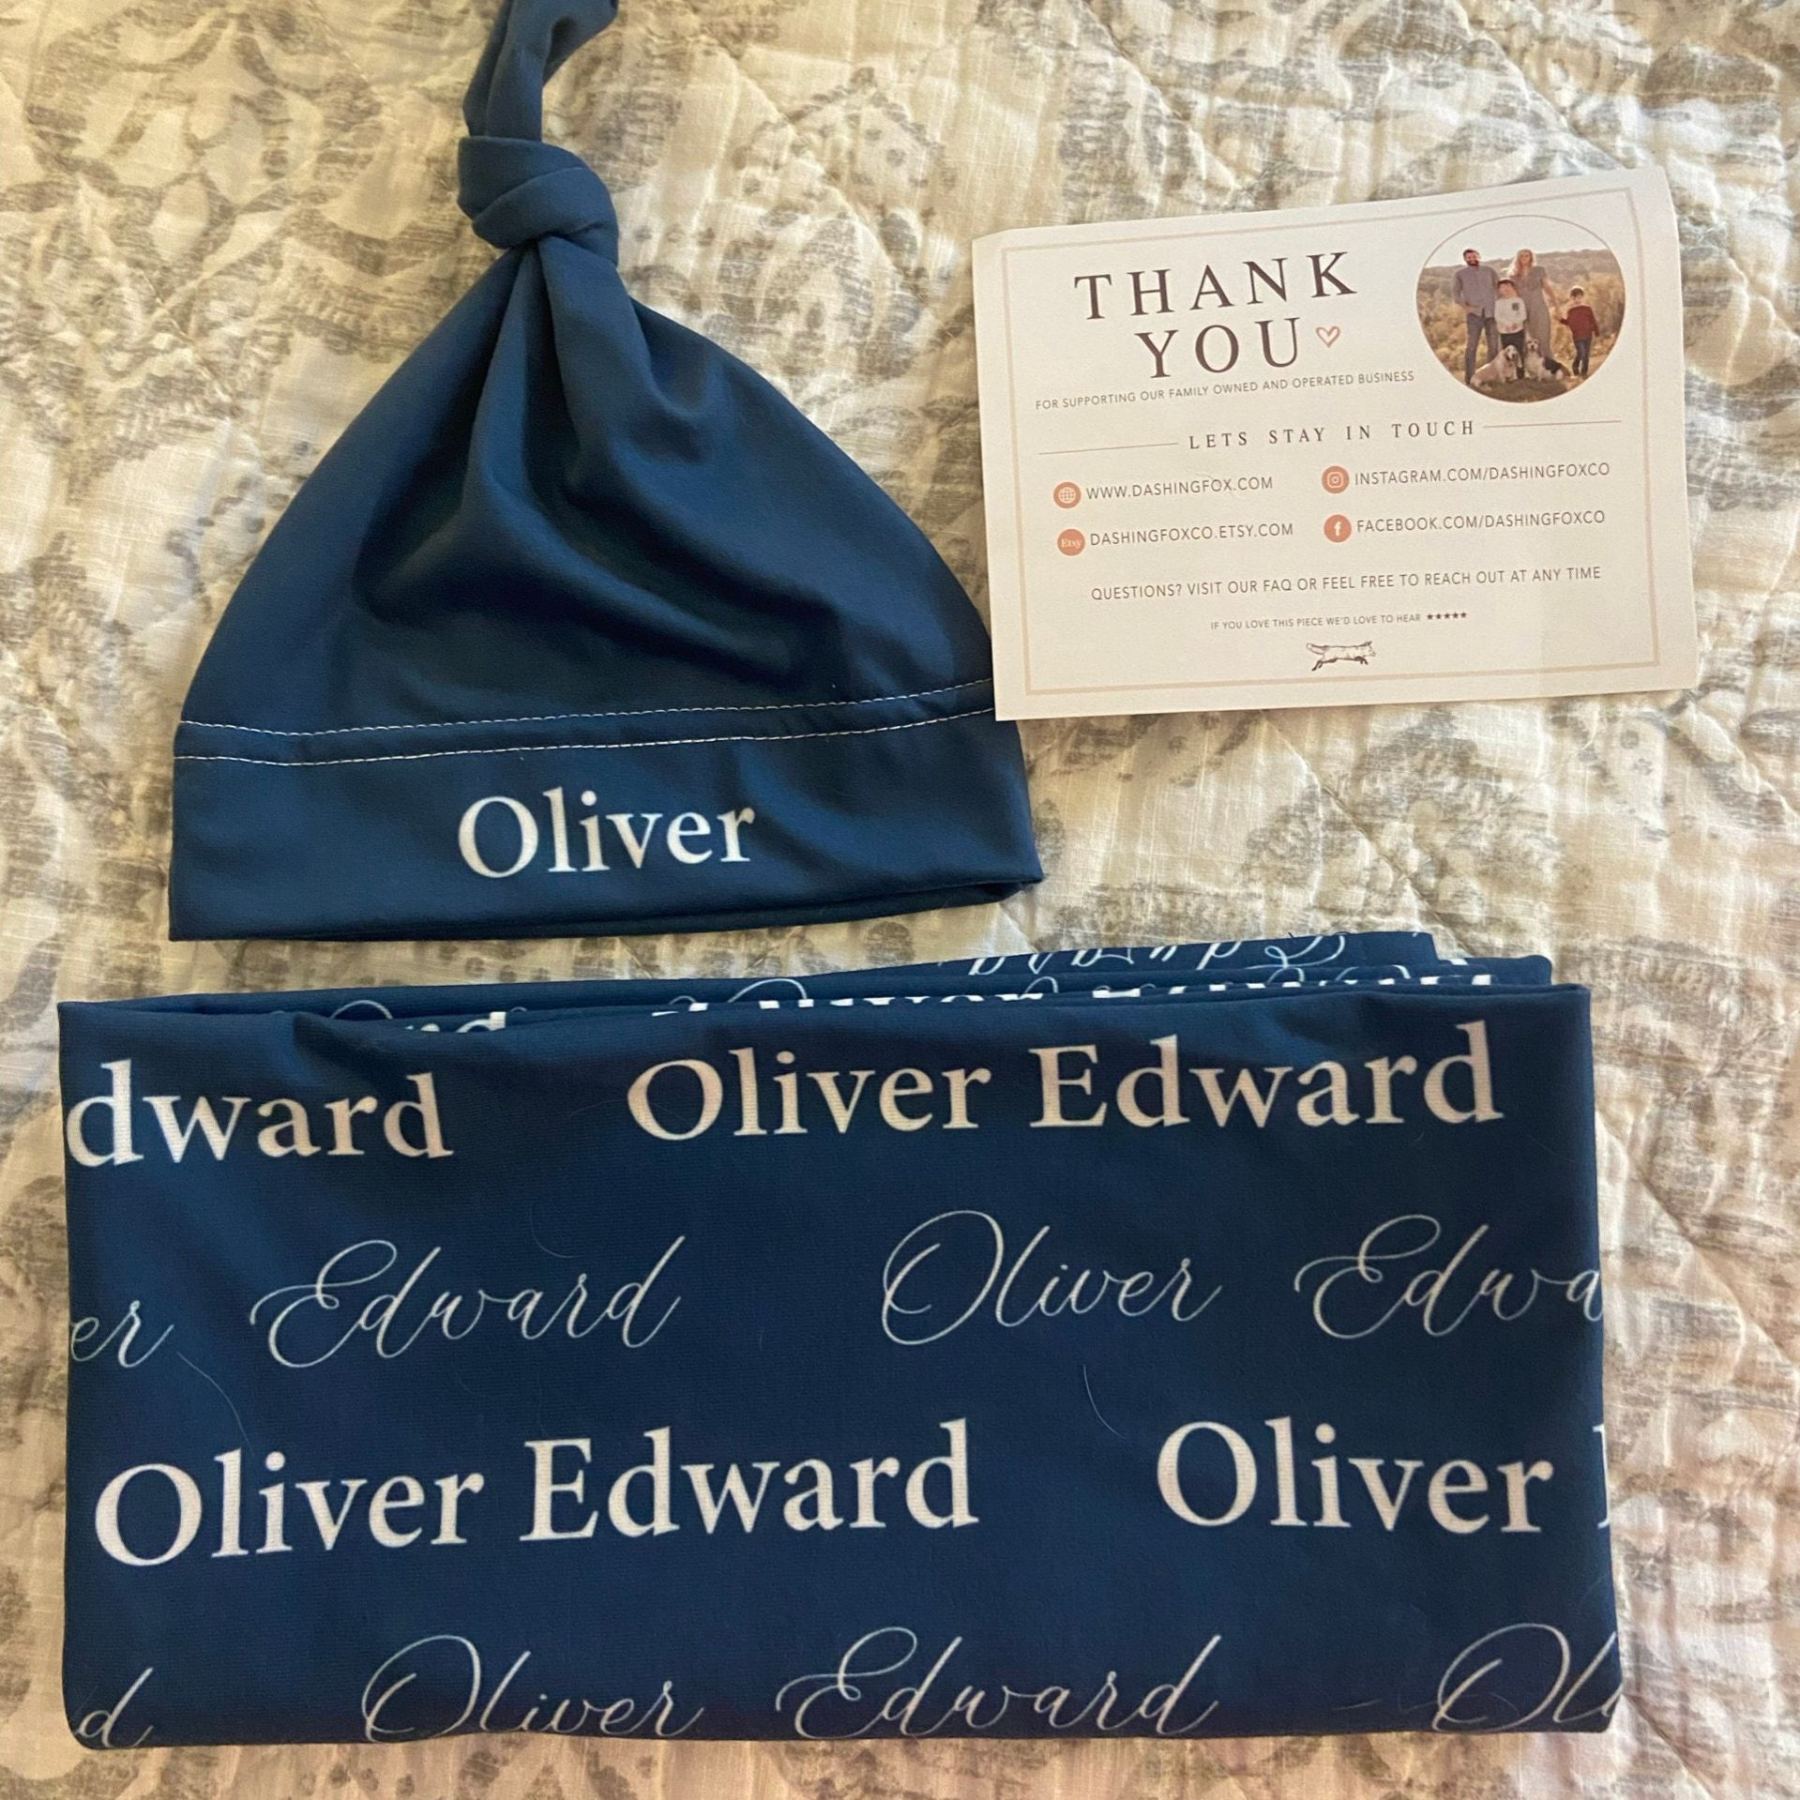 THANK
YOU
FOR SUPPORTING OUR FAMILY OWNED AND OPERATED BUSINESS
LETS STAY IN TOUCH
WWW.DASHINGFOX.COM
INSTAGRAM.COM/DASHINGFOXCO
Etsy DASHINGFOXCO.ETSY.COM
f FACEBOOK.COM/DASHINGFOXCO
QUESTIONS? VISIT OUR FAQ OR FEEL FREE TO REACH OUT AT ANY TIME
IF YOU LOVE THIS PIECE WE'D LOVE TO HEAR ★★★★★
Oliver
dward Oliver Edward
er Edward Oliver Edwa
Oliver Edward Oliver
d Oliver Edward Ol